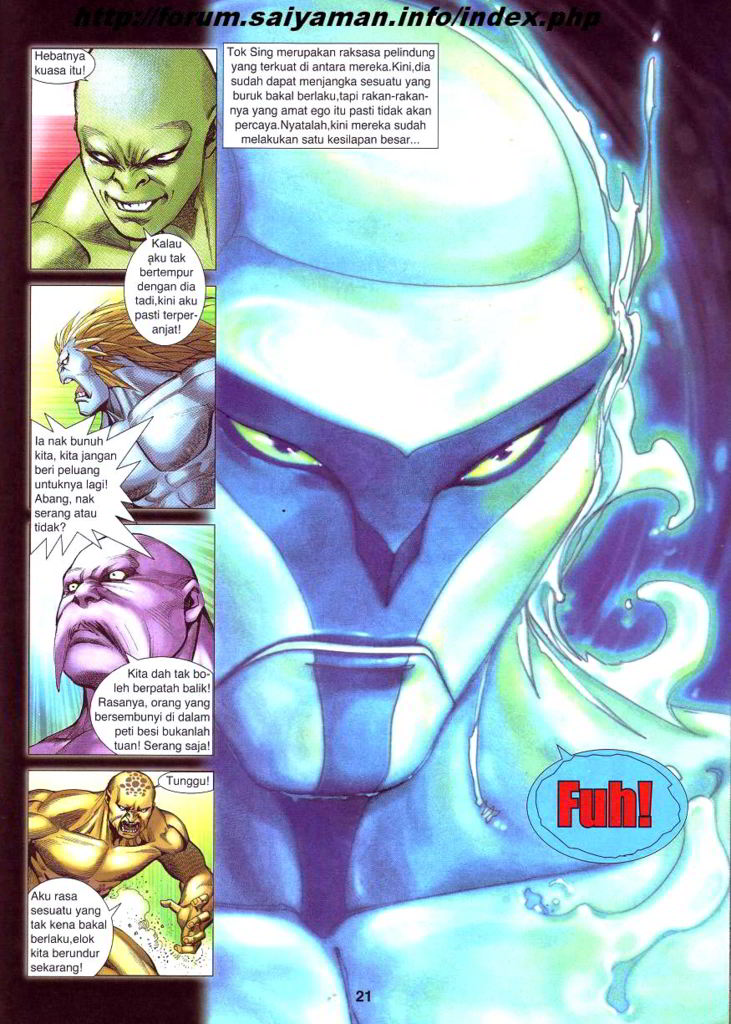 http://forum.saiyaman.info/index.php
Hebatnya
kuasa itu!
Tok Sing merupakan raksasa pelindung
yang terkuat di antara mereka.Kini,dia
sudah dapat menjangka sesuatu yang
buruk bakal berlaku,tapi rakan-rakan-
nya yang amat ego itu pasti tidak akan
percaya.Nyatalah,kini mereka sudah
melakukan satu kesilapan besar...
Kalau
aku tak
bertempur
dengan dia
tadi,kini aku
pasti terper-
anjat!
Ia nak bunuh
kita, kita jangan
beri peluang
untuknya lagi!
Abang, nak
serang atau
tidak?
Kita dah tak bo-
leh berpatah balik!
Rasanya, orang yang
bersembunyi di dalam
peti besi bukanlah
tuan! Serang saja!
Tunggu!
Aku rasa
sesuatu yang
tak kena bakal
berlaku,elok
kita berundur
sekarang!
Fuh!
21